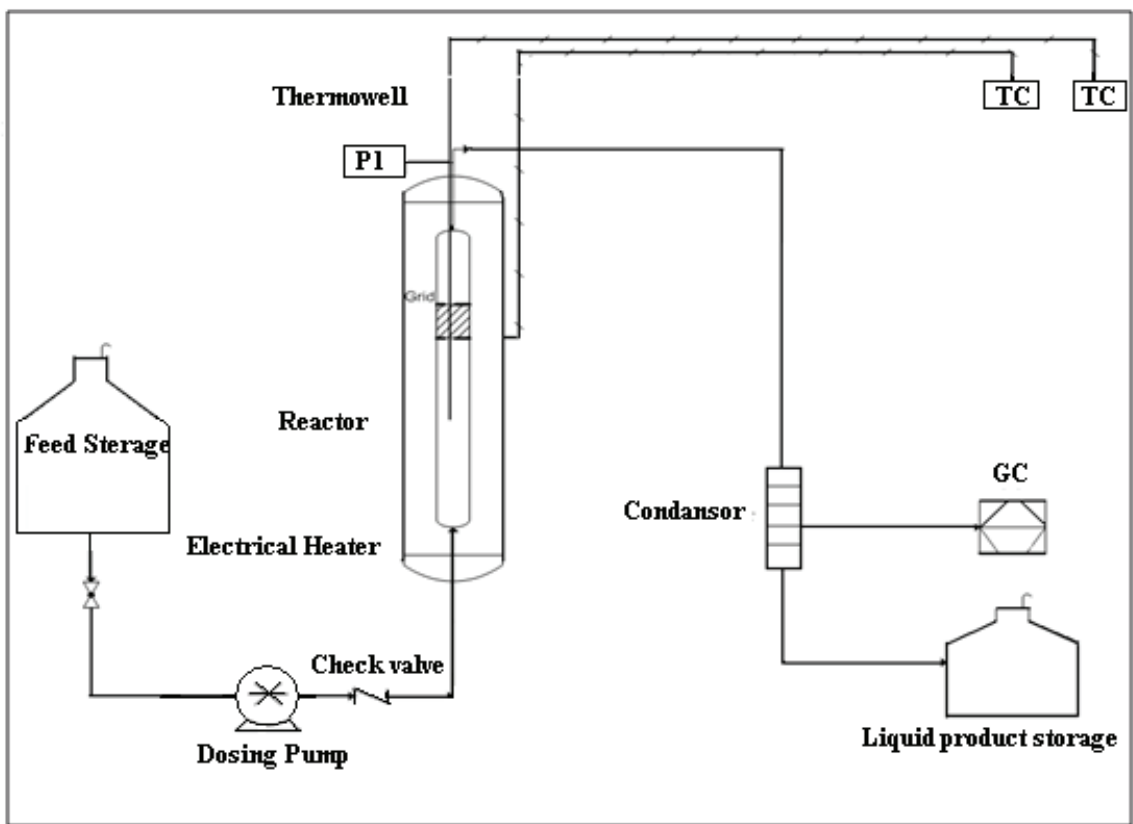 TC
TC
Thermowell
P1
Grid
Reactor
Feed Sterage
GC
Condansor
Electrical Heater
Check valve
Dosing Pump
Liquid product storage